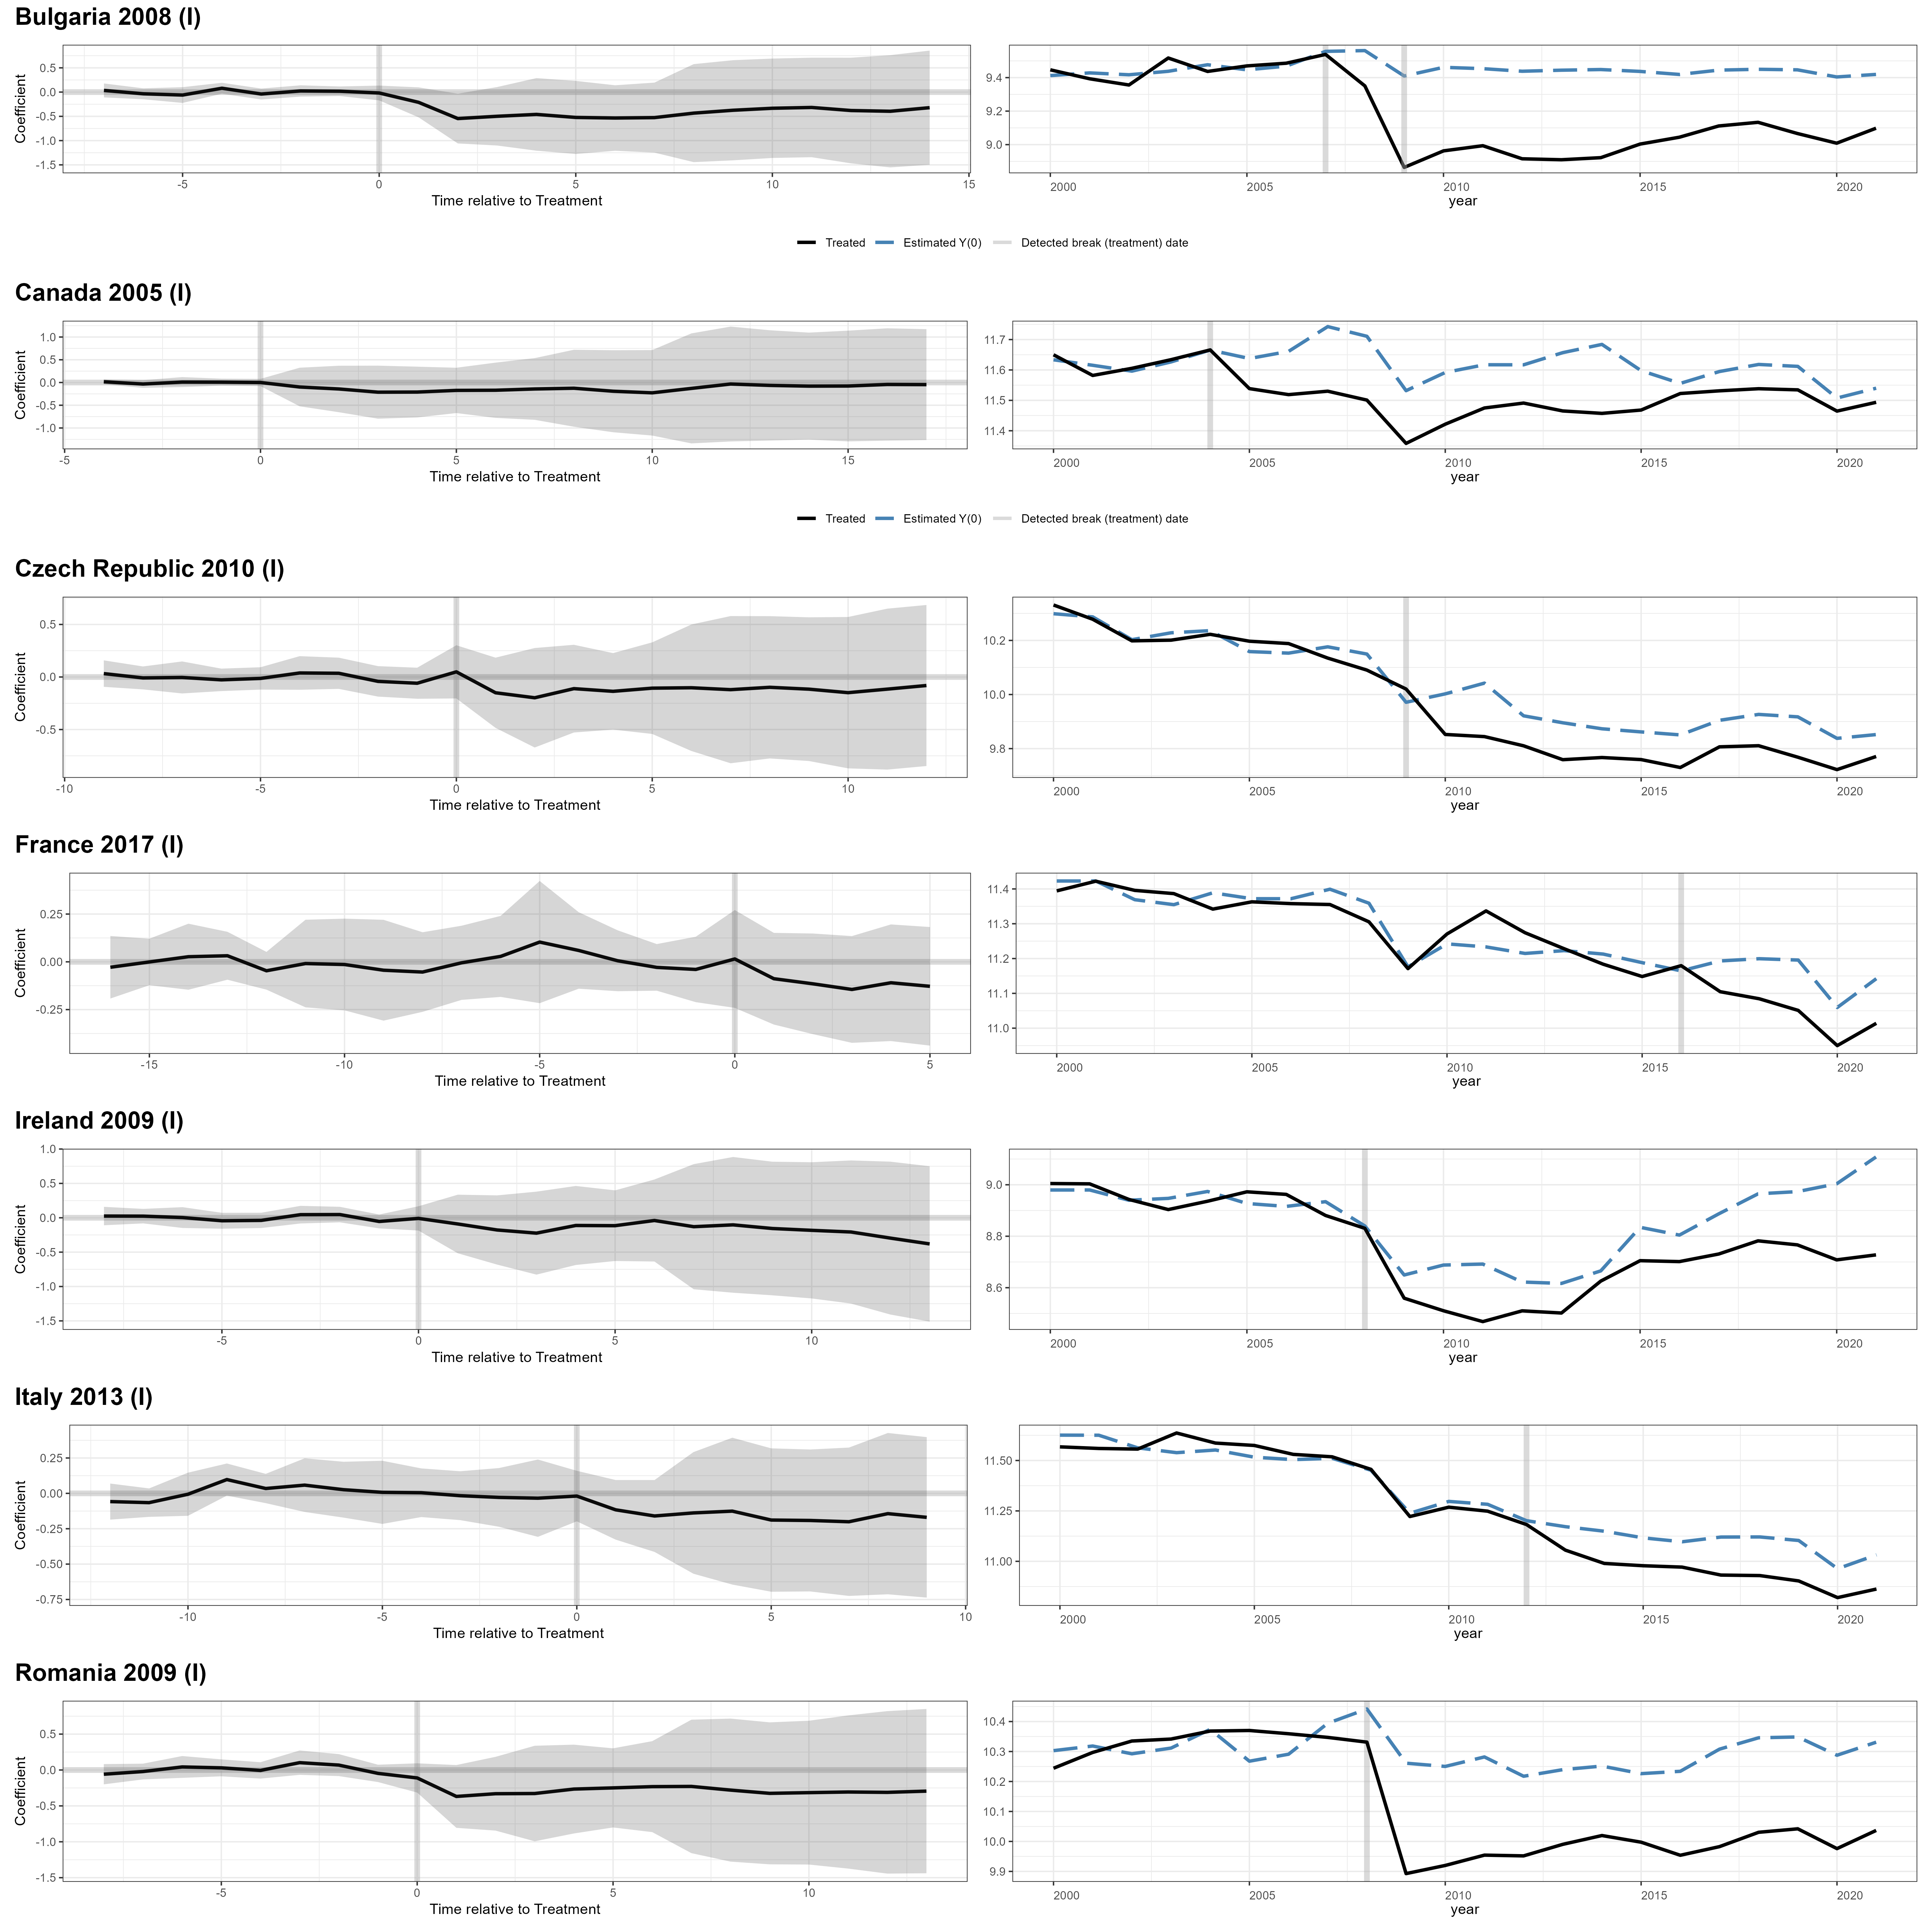 Bulgaria 2008 (I)
Coefficient
0.5
0.0
-0.5
-1.0
-1.5
-5 0 5 10 15
Time relative to Treatment
9.4
9.2
9.0
2000 2005 2010 2015 2020
year
Treated Estimated Y(0) Detected break (treatment) date
Canada 2005 (I)
Coefficient
1.0
0.5
0.0
-0.5
-1.0
-5 0 5 10 15
Time relative to Treatment
11.7
11.6
11.5
11.4
2000 2005 2010 2015 2020
year
Treated Estimated Y(0) Detected break (treatment) date
Czech Republic 2010 (I)
Coefficient
0.5
0.0
-0.5
-10 -5 0 5 10
Time relative to Treatment
10.2
10.0
9.8
2000 2005 2010 2015 2020
year
France 2017 (I)
Coefficient
0.25
0.00
-0.25
-15 -10 -5 0 5
Time relative to Treatment
11.4
11.3
11.2
11.1
11.0
2000 2005 2010 2015 2020
year
Ireland 2009 (I)
Coefficient
1.0
0.5
0.0
-0.5
-1.0
-1.5
-5 0 5 10
Time relative to Treatment
9.0
8.8
8.6
2000 2005 2010 2015 2020
year
Italy 2013 (I)
Coefficient
0.25
0.00
-0.25
-0.50
-0.75
-10 -5 0 5 10
Time relative to Treatment
11.50
11.25
11.00
2000 2005 2010 2015 2020
year
Romania 2009 (I)
Coefficient
0.5
0.0
-0.5
-1.0
-1.5
-5 0 5 10
Time relative to Treatment
10.4
10.3
10.2
10.1
10.0
9.9
2000 2005 2010 2015 2020
year